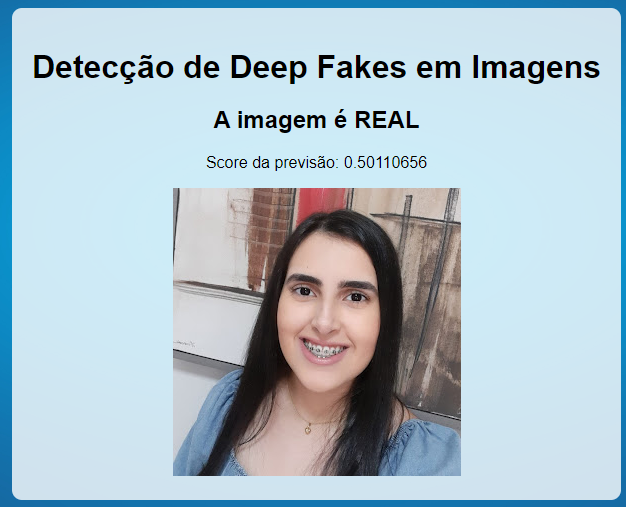 Detecção de Deep Fakes em Imagens
A imagem é REAL
Score da previsão: 0.50110656